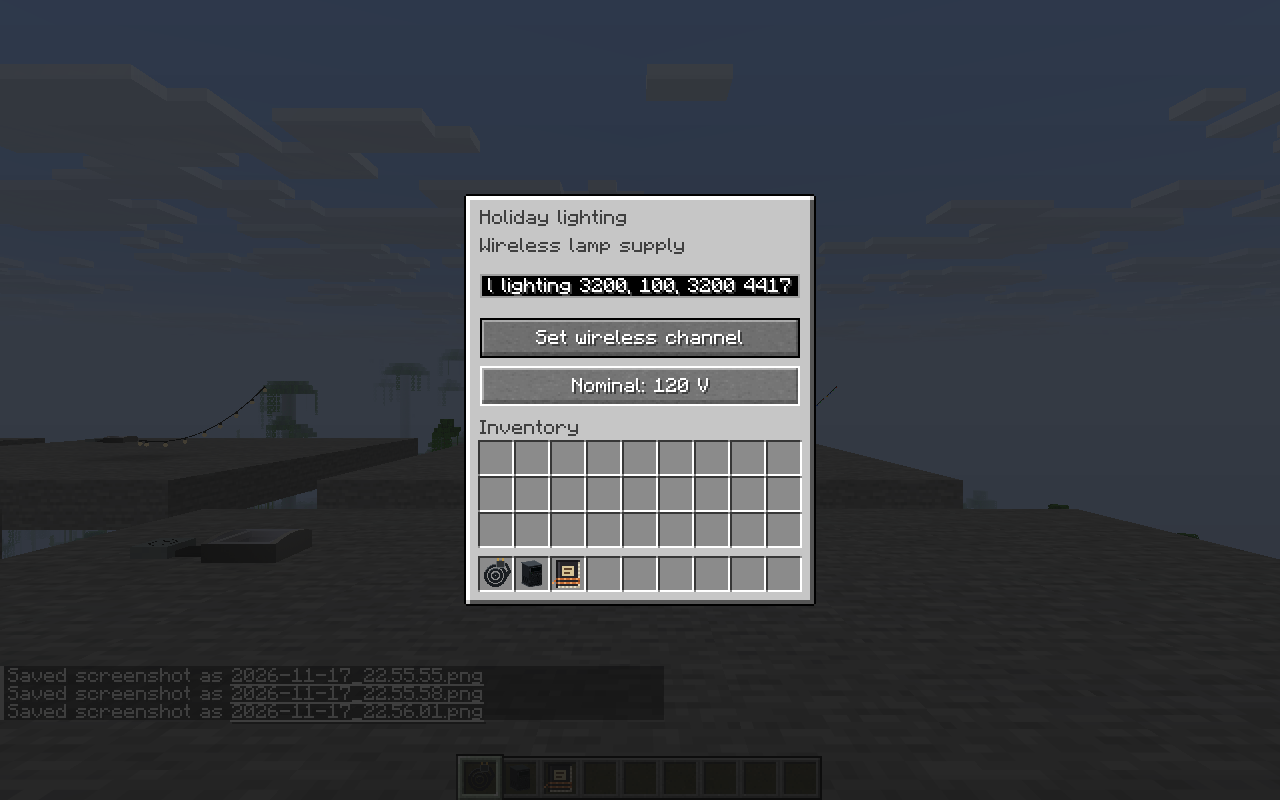 Holiday lighting
Wireless lamp supply
l lighting 3200, 100, 3200 4417
Set wireless channel
Nominal: 120 V
Inventory
Saved screenshot as 2026-11-17_22.55.55.png
Saved screenshot as 2026-11-17_22.55.58.png
Saved screenshot as 2026-11-17_22.56.01.png